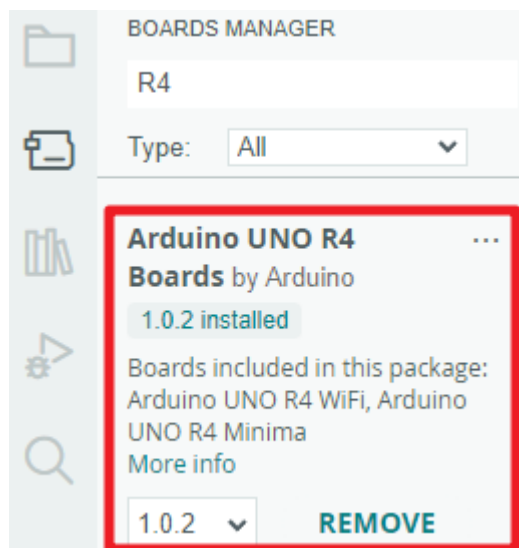 BOARDS MANAGER
R4
Type: All
Arduino UNO R4
Boards by Arduino
1.0.2 installed
Boards included in this package:
Arduino UNO R4 WiFi, Arduino
UNO R4 Minima
More info
1.0.2 REMOVE